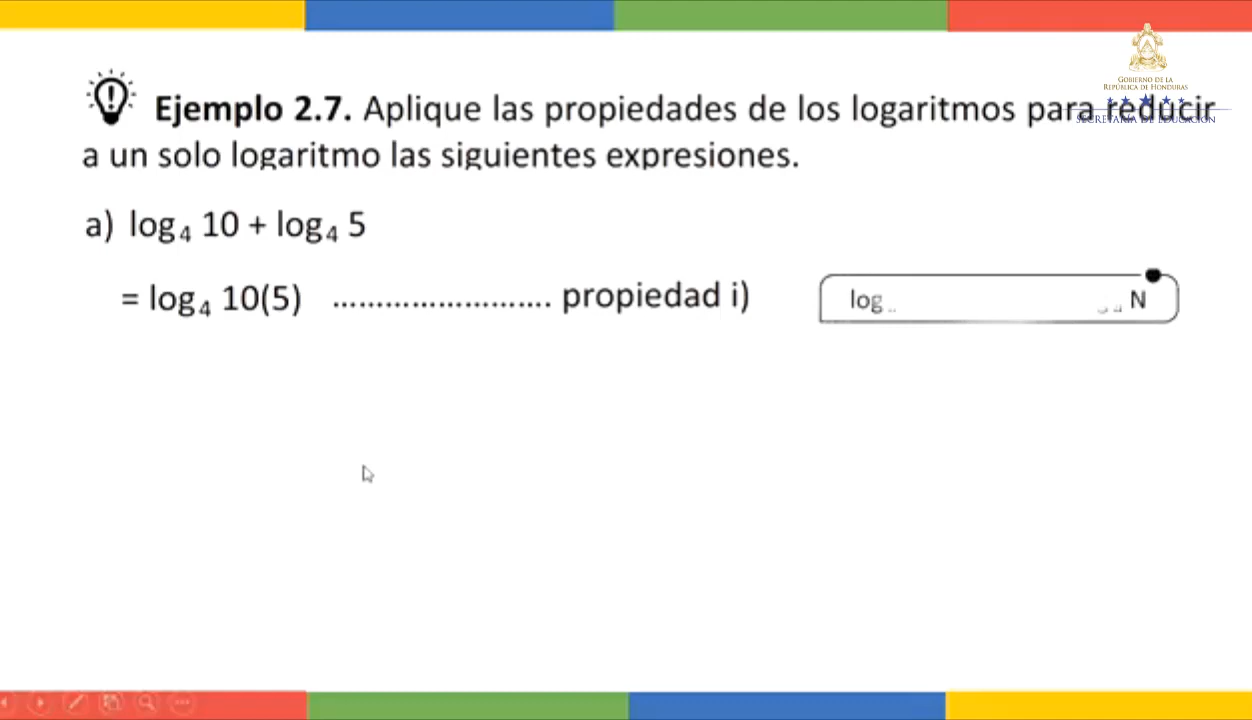 GOBIERNO DE LA
REPÚBLICA DE HONDURAS
SECRETARÍA DE EDUCACIÓN
Ejemplo 2.7. Aplique las propiedades de los logaritmos para reducir
a un solo logaritmo las siguientes expresiones.
a) log₄ 10 + log₄ 5
= log₄ 10(5) ......................... propiedad i)
log N